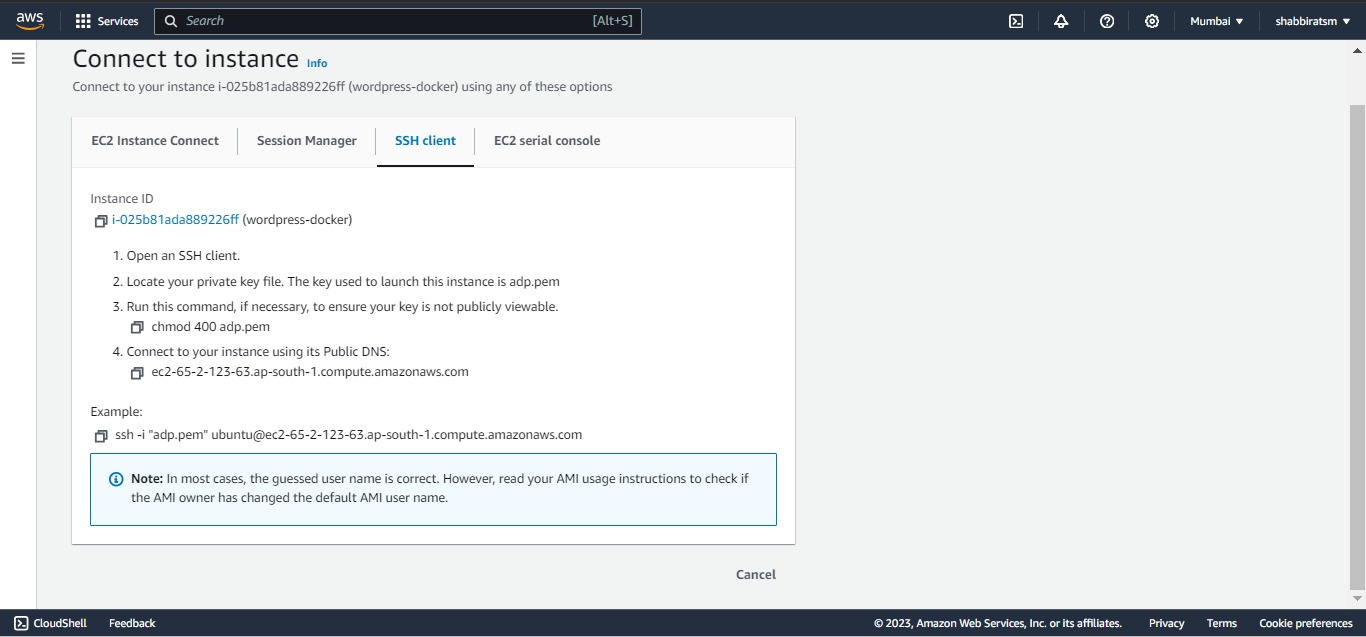 aws
Services
Search
[Alt+S]
Mumbai
shabbiratsm
Connect to instance Info
Connect to your instance i-025b81ada889226ff (wordpress-docker) using any of these options
EC2 Instance Connect
Session Manager
SSH client
EC2 serial console
Instance ID
i-025b81ada889226ff (wordpress-docker)
1. Open an SSH client.
2. Locate your private key file. The key used to launch this instance is adp.pem
3. Run this command, if necessary, to ensure your key is not publicly viewable.
chmod 400 adp.pem
4. Connect to your instance using its Public DNS:
ec2-65-2-123-63.ap-south-1.compute.amazonaws.com
Example:
ssh -i "adp.pem" ubuntu@ec2-65-2-123-63.ap-south-1.compute.amazonaws.com
Note: In most cases, the guessed user name is correct. However, read your AMI usage instructions to check if
the AMI owner has changed the default AMI user name.
Cancel
CloudShell
Feedback
© 2023, Amazon Web Services, Inc. or its affiliates.
Privacy
Terms
Cookie preferences